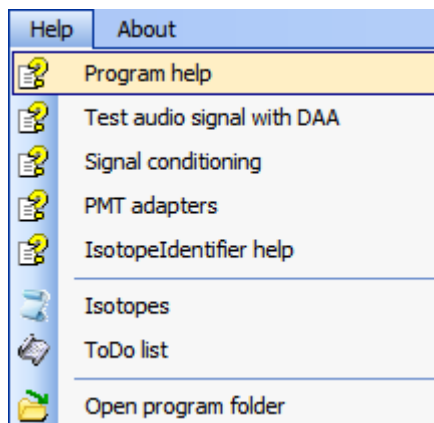 Help About
Program help
Test audio signal with DAA
Signal conditioning
PMT adapters
IsotopeIdentifier help
Isotopes
ToDo list
Open program folder